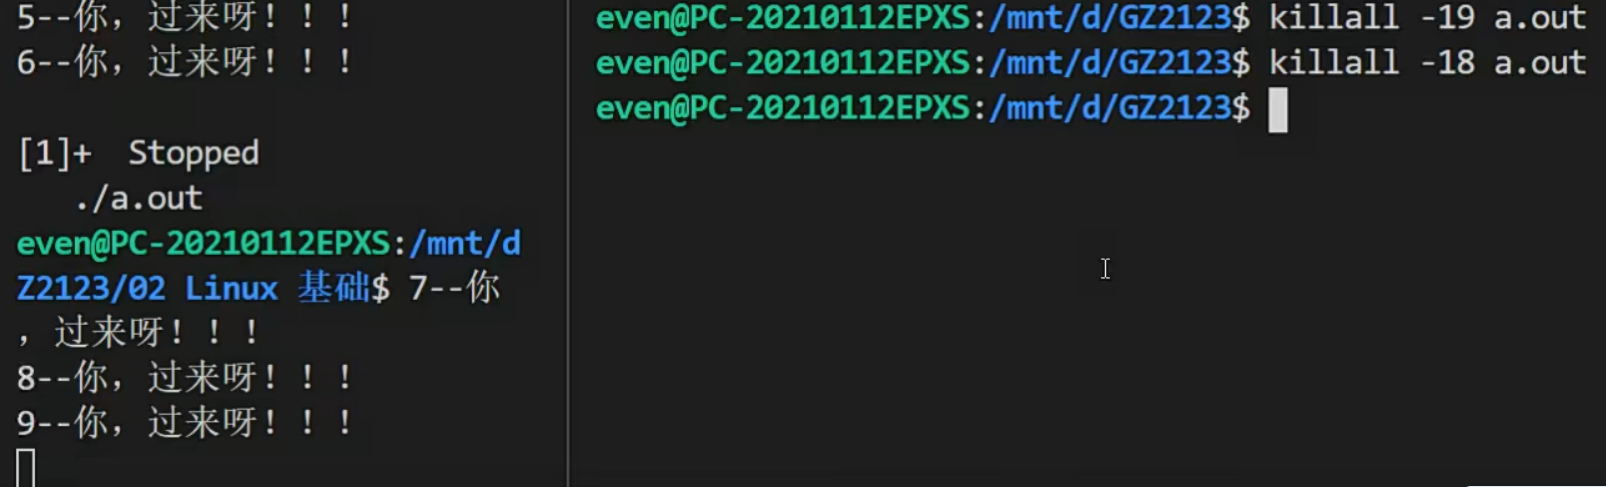 5--你，过来呀！！！
6--你，过来呀！！！
[1]+  Stopped
   ./a.out
even@PC-20210112EPXS:/mnt/d
Z2123/02 Linux 基础$ 7--你
，过来呀！！！
8--你，过来呀！！！
9--你，过来呀！！！
even@PC-20210112EPXS:/mnt/d/GZ2123$ killall -19 a.out
even@PC-20210112EPXS:/mnt/d/GZ2123$ killall -18 a.out
even@PC-20210112EPXS:/mnt/d/GZ2123$